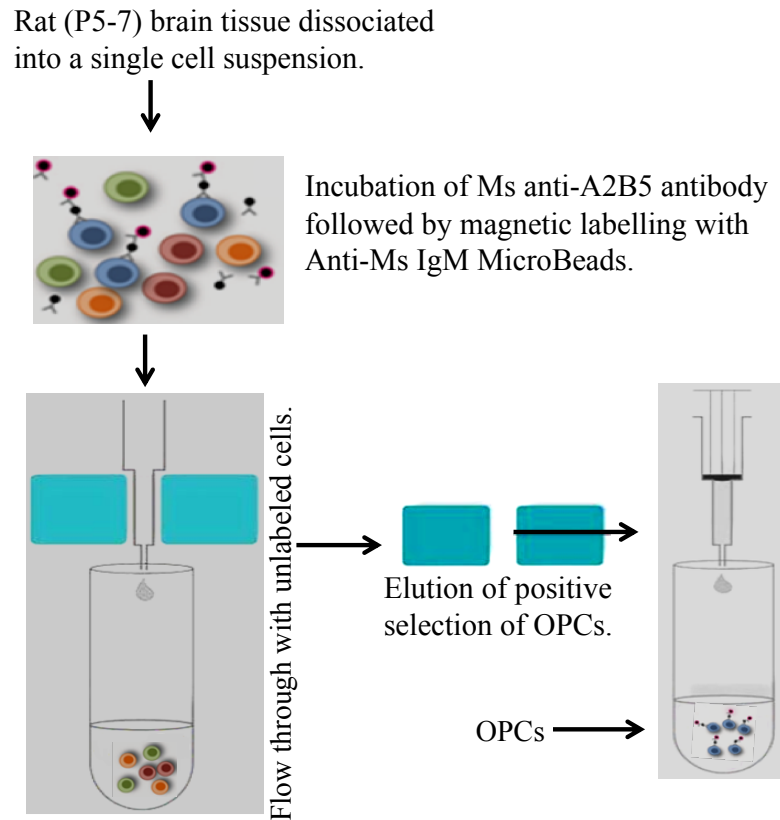 Rat (P5-7) brain tissue dissociated
into a single cell suspension.
Incubation of Ms anti-A2B5 antibody
followed by magnetic labelling with
Anti-Ms IgM MicroBeads.
Flow through with unlabeled cells.
Elution of positive
selection of OPCs.
OPCs